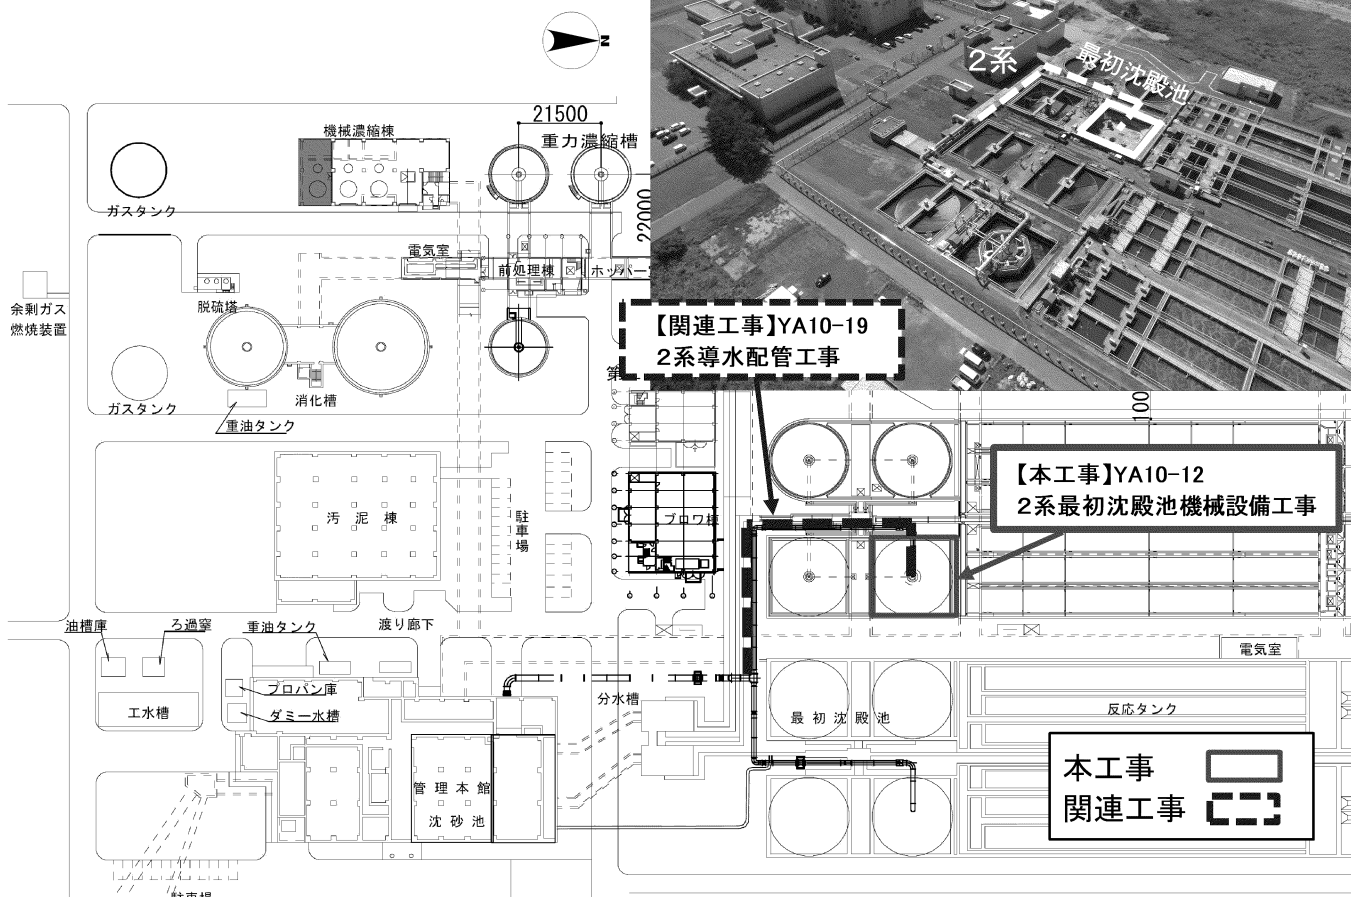 N
21500
機械濃縮棟
重力濃縮槽
ガスタンク
22000
電気室
前処理棟
ホッパー
余剰ガス
燃焼装置
脱硫塔
消化槽
ガスタンク
重油タンク
2系
最初沈殿池
【関連工事】YA10-19
2系導水配管工事
第
100
【本工事】YA10-12
2系最初沈殿池機械設備工事
汚泥棟
駐車場
ブロワ棟
油槽庫
ろ過室
重油タンク
渡り廊下
プロパン庫
ダミー水槽
工水槽
分水槽
電気室
最初沈殿池
反応タンク
管理本館
沈砂池
駐車場
本工事
関連工事